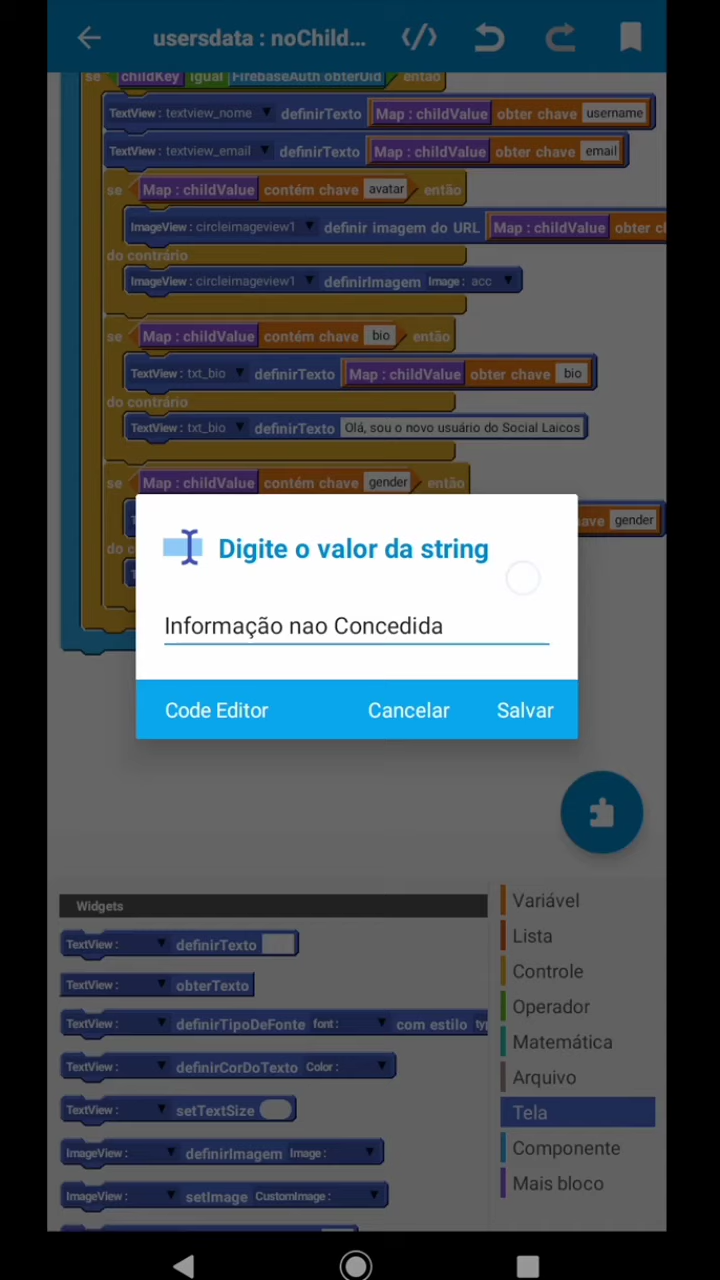 usersdata : noChild...
se childKey Igual FirebaseAuth obterUid então
TextView : textview_nome definirTexto Map : childValue obter chave username
TextView : textview_email definirTexto Map : childValue obter chave email
se Map : childValue contém chave avatar então
ImageView : circleimageview1 definir imagem do URL Map : childValue obter c
do contrário
ImageView : circleimageview1 definirImagem Image : acc
se Map : childValue contém chave bio então
TextView : txt_bio definirTexto Map : childValue obter chave bio
do contrário
TextView : txt_bio definirTexto Olá, sou o novo usuário do Social Laicos
se Map : childValue contém chave gender então
ave gender
do c
Digite o valor da string
Informação nao Concedida
Code Editor Cancelar Salvar
Widgets
TextView : definirTexto
TextView : obterTexto
TextView : definirTipoDeFonte font : com estilo ty
TextView : definirCorDoTexto Color :
TextView : setTextSize
ImageView : definirImagem Image :
ImageView : setImage CustomImage :
Variável
Lista
Controle
Operador
Matemática
Arquivo
Tela
Componente
Mais bloco